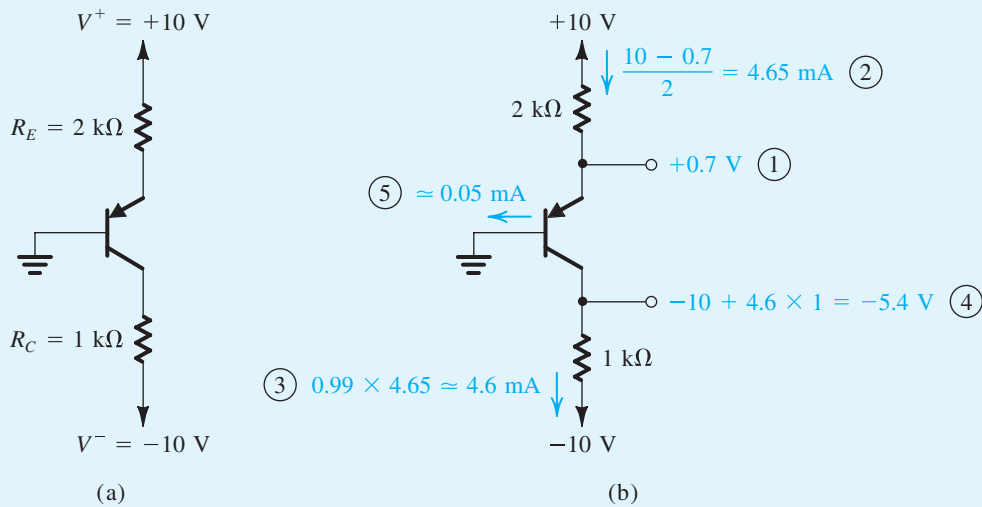 V⁺ = +10 V
R_E = 2 kΩ
R_C = 1 kΩ
V⁻ = −10 V
(a)
+10 V
(10 − 0.7)/2 = 4.65 mA ②
2 kΩ
+0.7 V ①
⑤ ≃ 0.05 mA
−10 + 4.6 × 1 = −5.4 V ④
1 kΩ
③ 0.99 × 4.65 ≃ 4.6 mA
−10 V
(b)